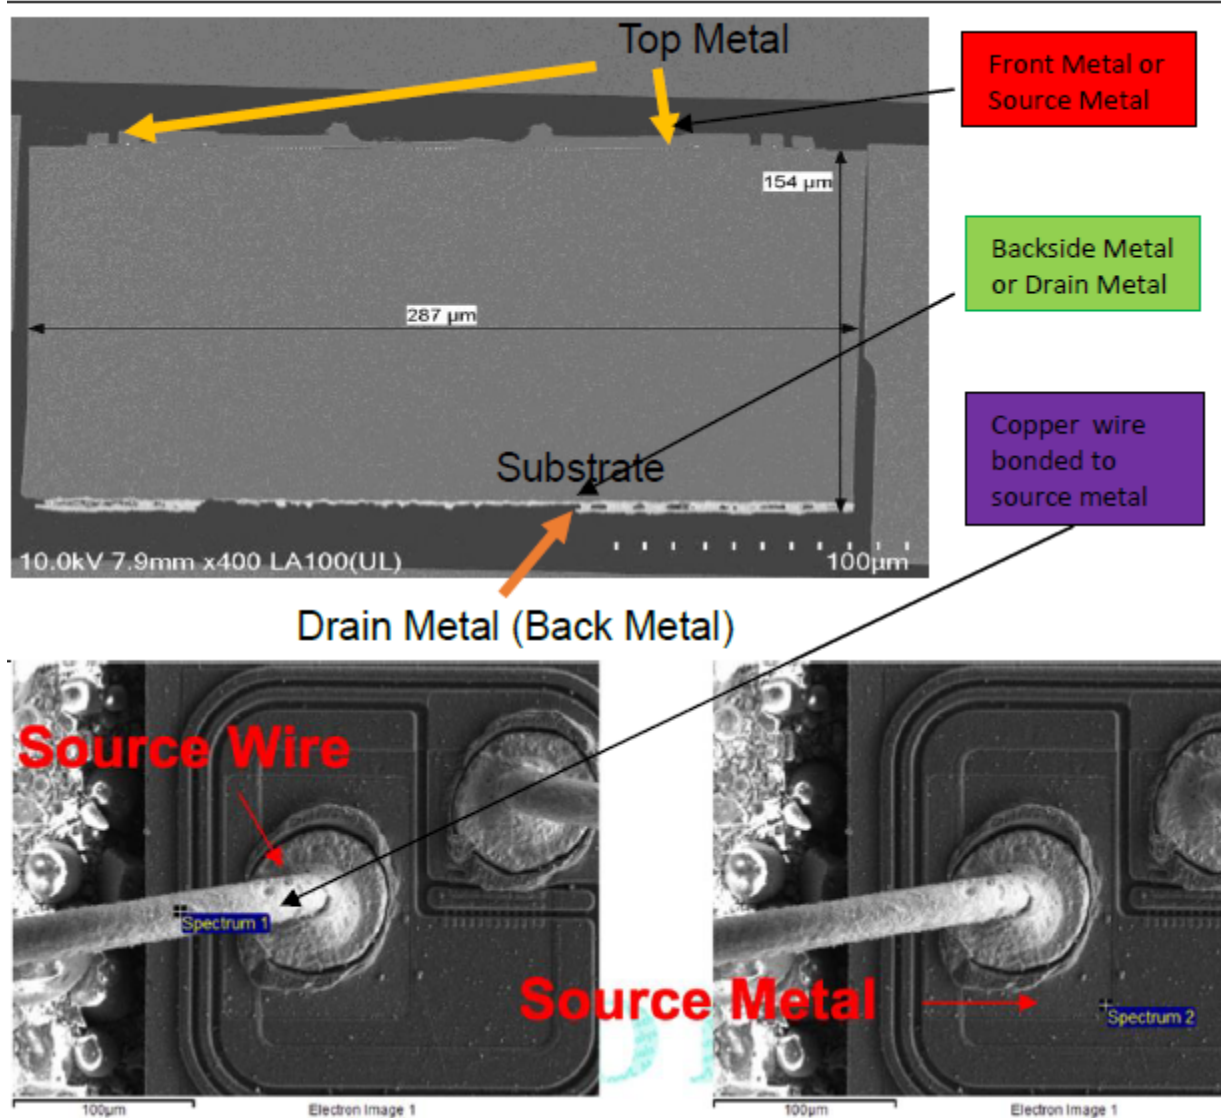 Top Metal
Front Metal or
Source Metal
154 µm
Backside Metal
or Drain Metal
287 µm
Copper wire
bonded to
source metal
Substrate
10.0kV 7.9mm x400 LA100(UL)
100µm
Drain Metal (Back Metal)
Source Wire
Spectrum 1
Source Metal
Spectrum 2
100µm
Electron Image 1
100µm
Electron Image 1